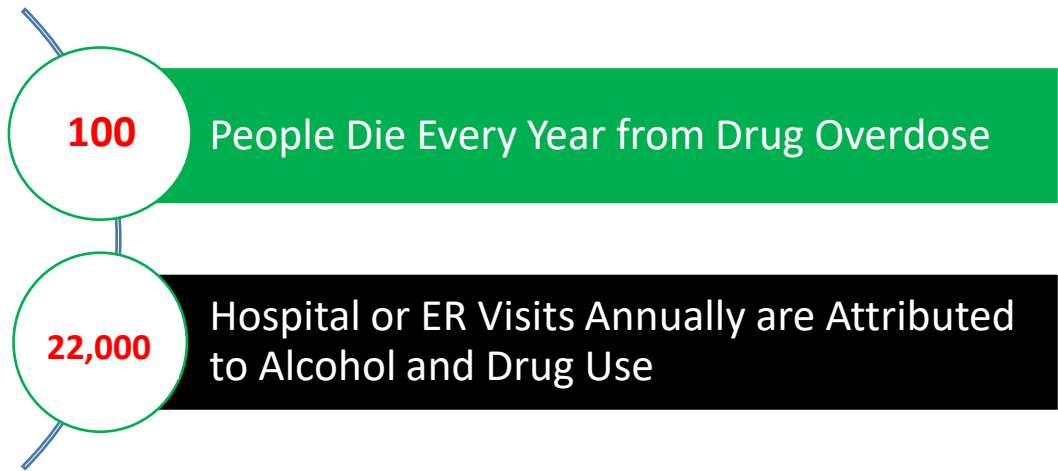 100
People Die Every Year from Drug Overdose
22,000
Hospital or ER Visits Annually are Attributed
to Alcohol and Drug Use